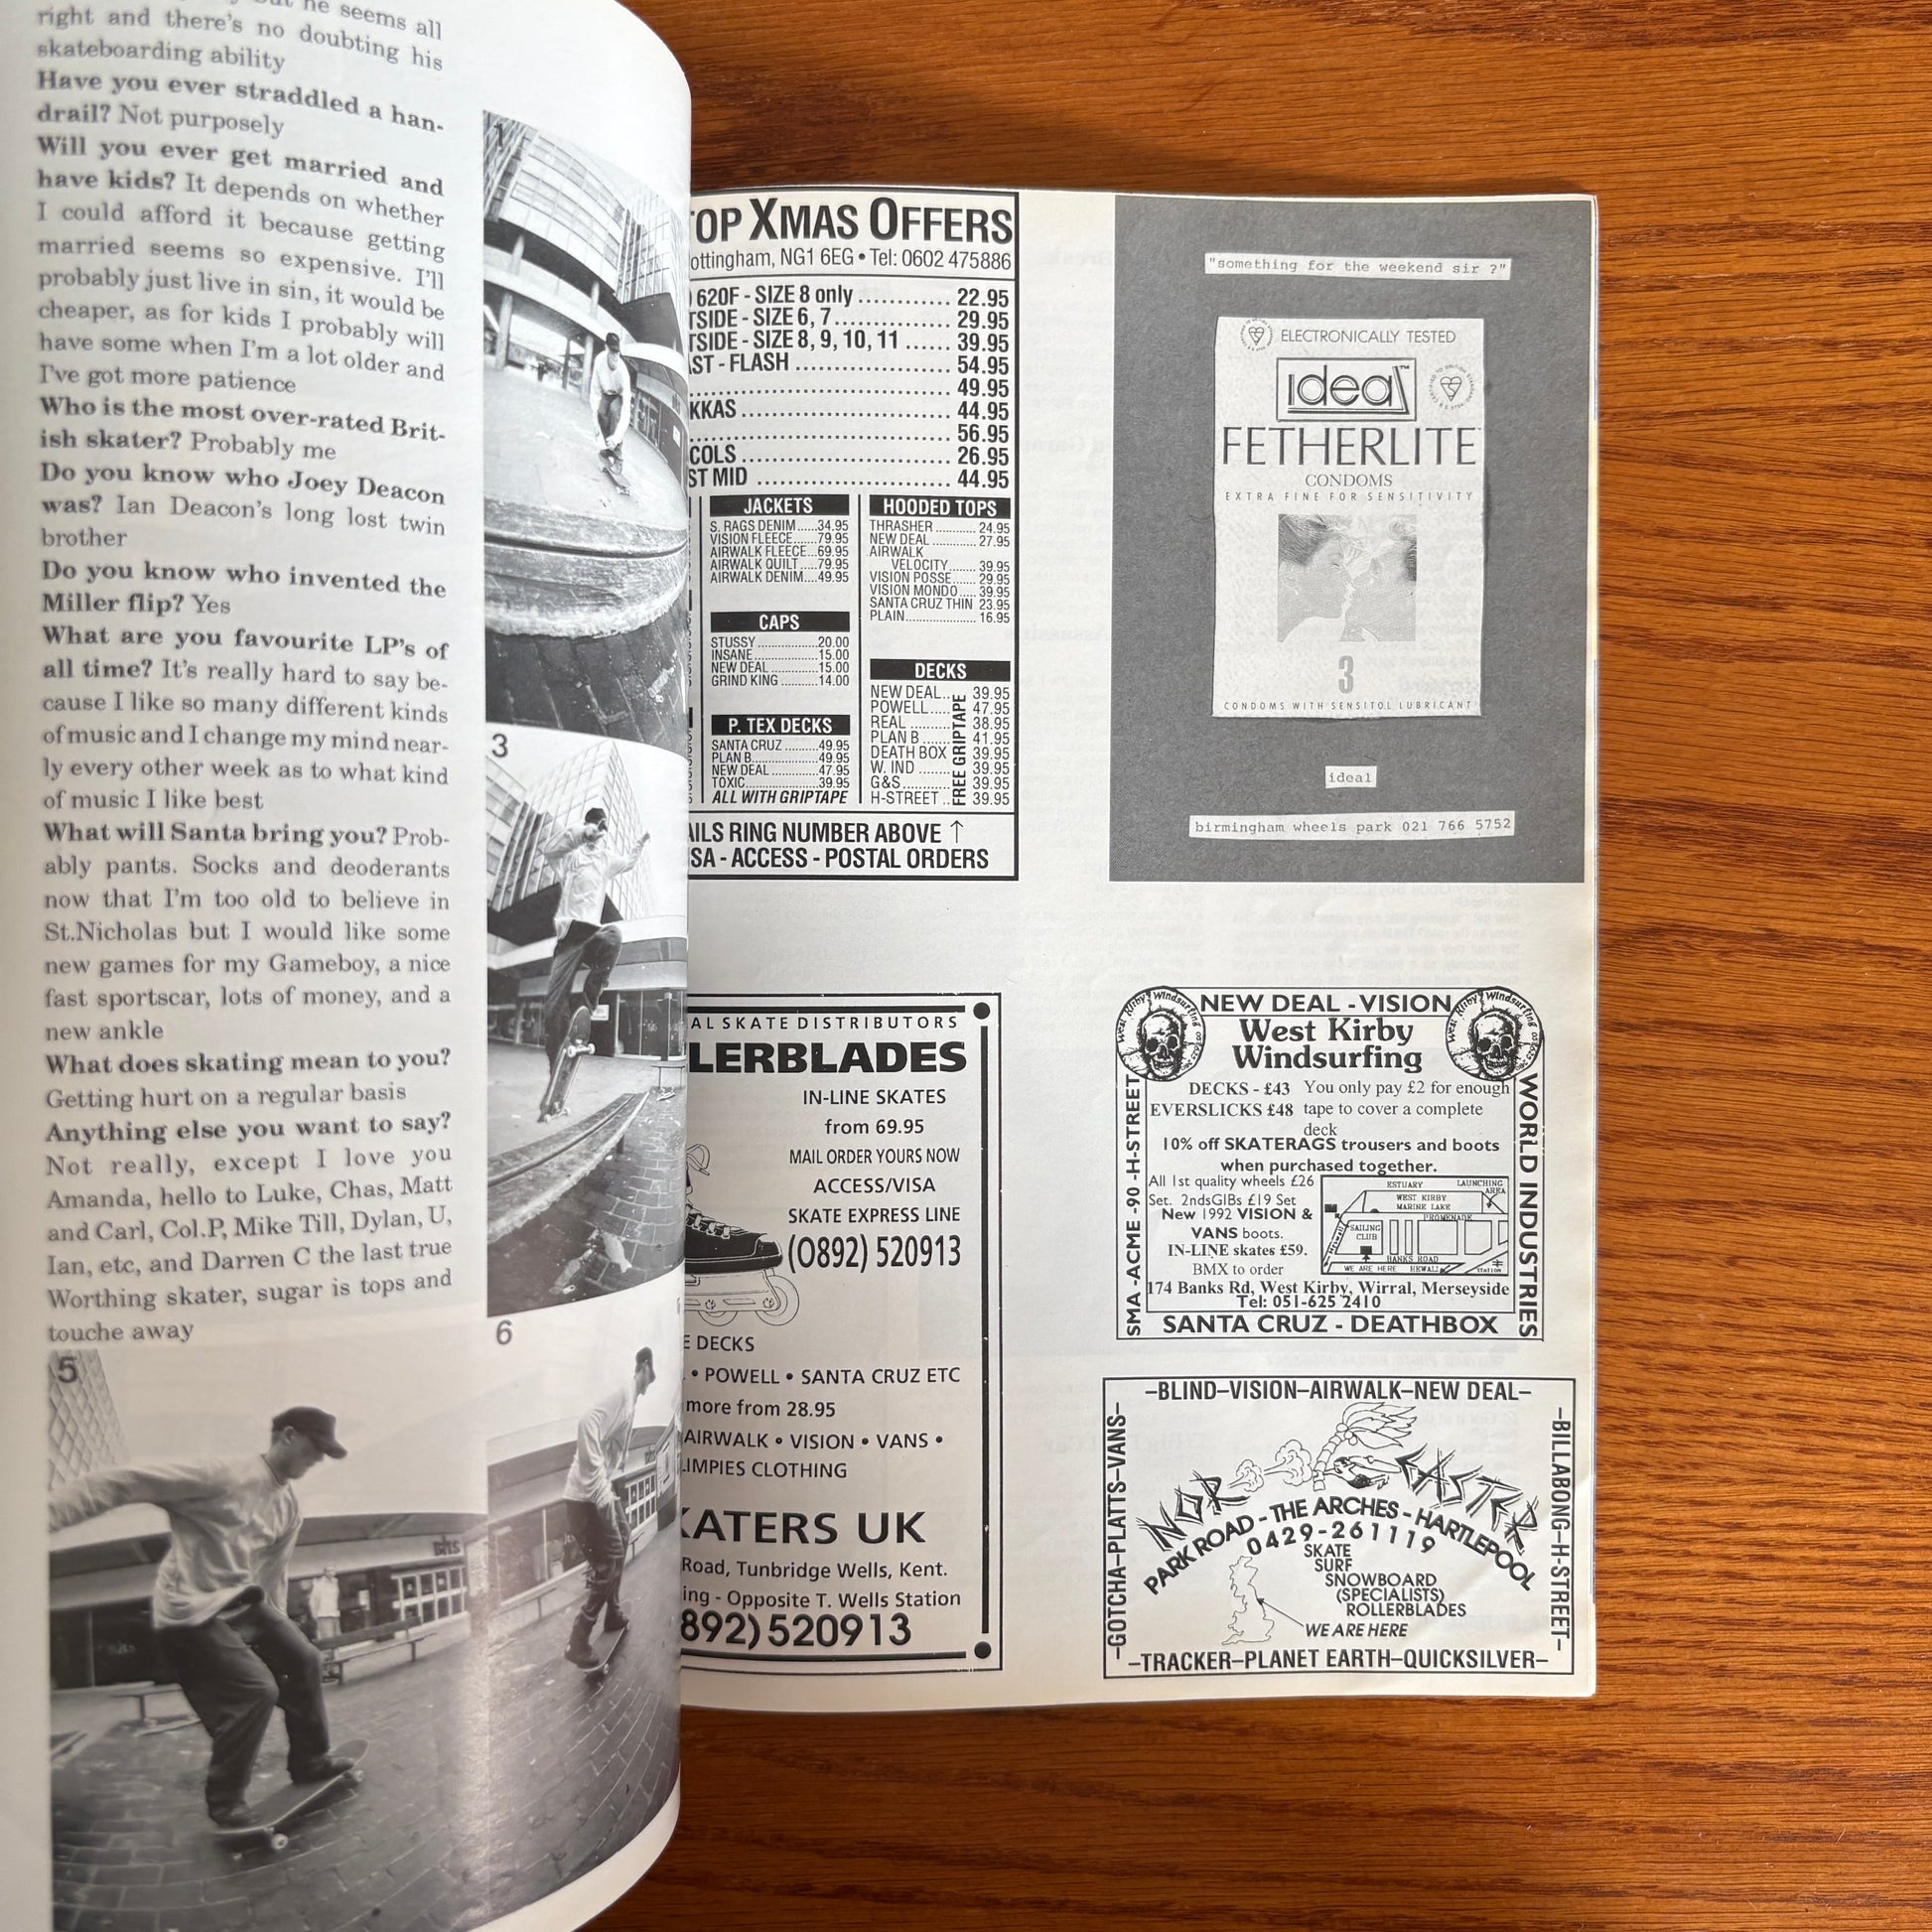 he seems all
right and there's no doubting his
skateboarding ability
Have you ever straddled a han-
drail? Not purposely
Will you ever get married and
have kids? It depends on whether
I could afford it because getting
married seems so expensive. I'll
probably just live in sin, it would be
cheaper, as for kids I probably will
have some when I'm a lot older and
I've got more patience
Who is the most over-rated Brit-
ish skater? Probably me
Do you know who Joey Deacon
was? Ian Deacon's long lost twin
brother
Do you know who invented the
Miller flip? Yes
What are you favourite LP's of
all time? It's really hard to say be-
cause I like so many different kinds
of music and I change my mind near-
ly every other week as to what kind
of music I like best
What will Santa bring you? Prob-
ably pants. Socks and deoderants
now that I'm too old to believe in
St.Nicholas but I would like some
new games for my Gameboy, a nice
fast sportscar, lots of money, and a
new ankle
What does skating mean to you?
Getting hurt on a regular basis
Anything else you want to say?
Not really, except I love you
Amanda, hello to Luke, Chas, Matt
and Carl, Col.P, Mike Till, Dylan, U,
Ian, etc, and Darren C the last true
Worthing skater, sugar is tops and
touche away
1
3
5
6
OP XMAS OFFERS
ottingham, NG1 6EG • Tel: 0602 475886
620F - SIZE 8 only ............ 22.95
TSIDE - SIZE 6, 7 ............... 29.95
TSIDE - SIZE 8, 9, 10, 11 ...... 39.95
AST - FLASH .................... 54.95
.................................. 49.95
KKAS ............................ 44.95
.................................. 56.95
COLS ........................... 26.95
ST MID ......................... 44.95
JACKETS
S. RAGS DENIM......34.95
VISION FLEECE.......79.95
AIRWALK FLEECE...69.95
AIRWALK QUILT.....79.95
AIRWALK DENIM....49.95
CAPS
STUSSY ................20.00
INSANE................15.00
NEW DEAL ...........15.00
GRIND KING ..........14.00
P. TEX DECKS
SANTA CRUZ .........49.95
PLAN B..................49.95
NEW DEAL ............47.95
TOXIC...................39.95
ALL WITH GRIPTAPE
HOODED TOPS
THRASHER ............ 24.95
NEW DEAL ............ 27.95
AIRWALK
VELOCITY...... 39.95
VISION POSSE...... 29.95
VISION MONDO .... 39.95
SANTA CRUZ THIN 23.95
PLAIN..................... 16.95
DECKS
NEW DEAL... 39.95
POWELL..... 47.95
REAL ......... 38.95
PLAN B ....... 41.95
DEATH BOX 39.95
W. IND ....... 39.95
G&S........... 39.95
H-STREET .. 39.95
FREE GRIPTAPE
AILS RING NUMBER ABOVE ↑
SA - ACCESS - POSTAL ORDERS
AL SKATE DISTRIBUTORS
LERBLADES
IN-LINE SKATES
from 69.95
MAIL ORDER YOURS NOW
ACCESS/VISA
SKATE EXPRESS LINE
(0892) 520913
E DECKS
• POWELL • SANTA CRUZ ETC
more from 28.95
AIRWALK • VISION • VANS •
LIMPIES CLOTHING
KATERS UK
Road, Tunbridge Wells, Kent.
ing - Opposite T. Wells Station
892) 520913
"something for the weekend sir ?"
ELECTRONICALLY TESTED
ideal™
FETHERLITE
CONDOMS
EXTRA FINE FOR SENSITIVITY
3
CONDOMS WITH SENSITOL LUBRICANT
ideal
birmingham wheels park 021 766 5752
NEW DEAL - VISION
West Kirby Windsurfing
West Kirby Windsurfing
West Kirby
Windsurfing
DECKS - £43 You only pay £2 for enough
EVERSLICKS £48 tape to cover a complete
deck
10% off SKATERAGS trousers and boots
when purchased together.
All 1st quality wheels £26
Set. 2ndsGIBs £19 Set
New 1992 VISION &
VANS boots.
IN-LINE skates £59.
BMX to order
ESTUARY
LAUNCHING
AREA
WEST KIRBY
MARINE LAKE
PROMENADE
SAILING
CLUB
BANKS ROAD
WE ARE HERE
174 Banks Rd, West Kirby, Wirral, Merseyside
Tel: 051-625 2410
SANTA CRUZ - DEATHBOX
SMA -ACME -90 -H-STREET
WORLD INDUSTRIES
–BLIND–VISION–AIRWALK–NEW DEAL–
–GOTCHA–PLATTS–VANS–
–BILLABONG–H-STREET–
NOR EASTER
PARK ROAD - THE ARCHES - HARTLEPOOL
0429-261119
SKATE
SURF
SNOWBOARD
(SPECIALISTS)
ROLLERBLADES
WE ARE HERE
–TRACKER–PLANET EARTH–QUICKSILVER–